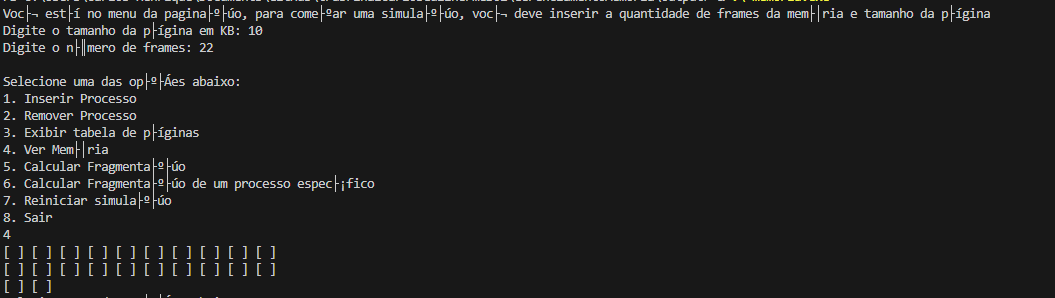 Voc├¬ est├í no menu da pagina├º├úo, para come├ºar uma simula├º├úo, voc├¬ deve inserir a quantidade de frames da mem├│ria e tamanho da p├ígina
Digite o tamanho da p├ígina em KB: 10
Digite o n├║mero de frames: 22
Selecione uma das op├º├Áes abaixo:
1. Inserir Processo
2. Remover Processo
3. Exibir tabela de p├íginas
4. Ver Mem├│ria
5. Calcular Fragmenta├º├úo
6. Calcular Fragmenta├º├úo de um processo espec├¡fico
7. Reiniciar simula├º├úo
8. Sair
4
[ ] [ ] [ ] [ ] [ ] [ ] [ ] [ ] [ ] [ ]
[ ] [ ] [ ] [ ] [ ] [ ] [ ] [ ] [ ] [ ]
[ ] [ ]